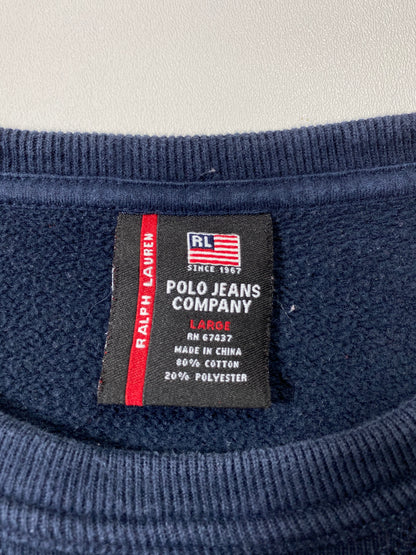 RALPH LAUREN
RL
SINCE 1967
POLO JEANS
COMPANY
LARGE
RN 67437
MADE IN CHINA
80% COTTON
20% POLYESTER